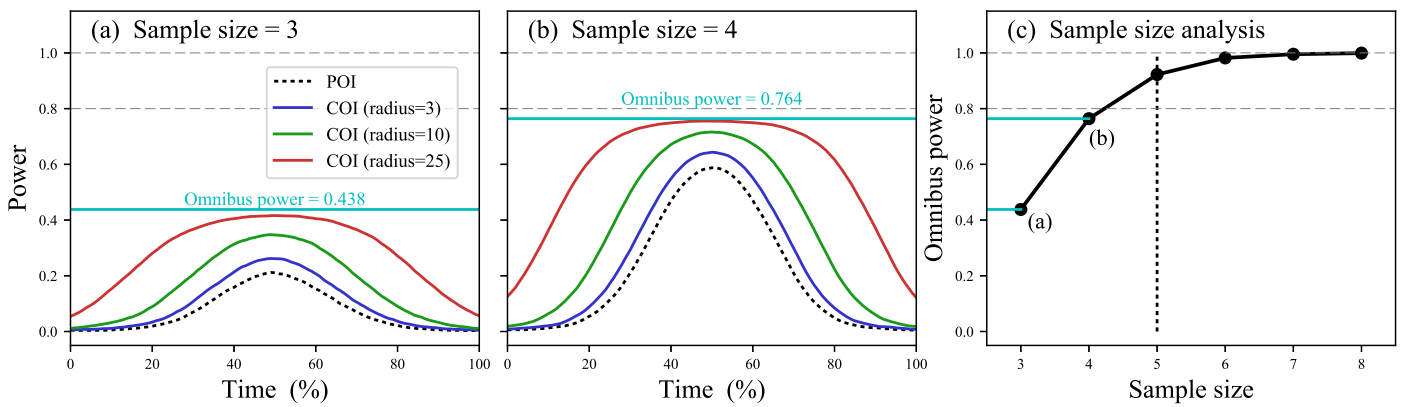 (a) Sample size = 3
1.0
0.8
0.6
0.4
0.2
0.0
Power
POI
COI (radius=3)
COI (radius=10)
COI (radius=25)
Omnibus power = 0.438
0
20
40
60
80
100
Time (%)
(b) Sample size = 4
Omnibus power = 0.764
0
20
40
60
80
100
Time (%)
(c) Sample size analysis
1.0
0.8
0.6
0.4
0.2
0.0
Omnibus power
(b)
(a)
3
4
5
6
7
8
Sample size